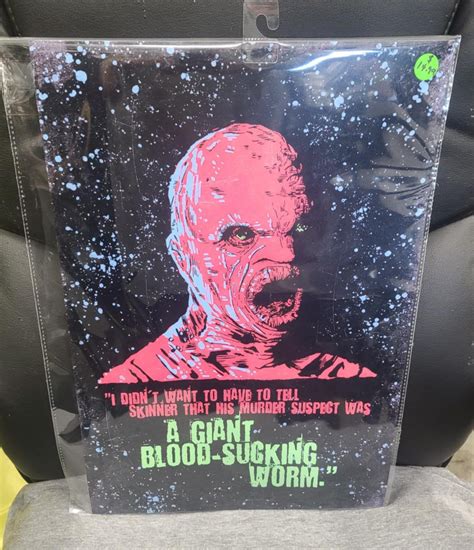 "I DIDN'T WANT TO HAVE TO TELL
SKINNER THAT HIS MURDER SUSPECT WAS
A GIANT
BLOOD-SUCKING
WORM."